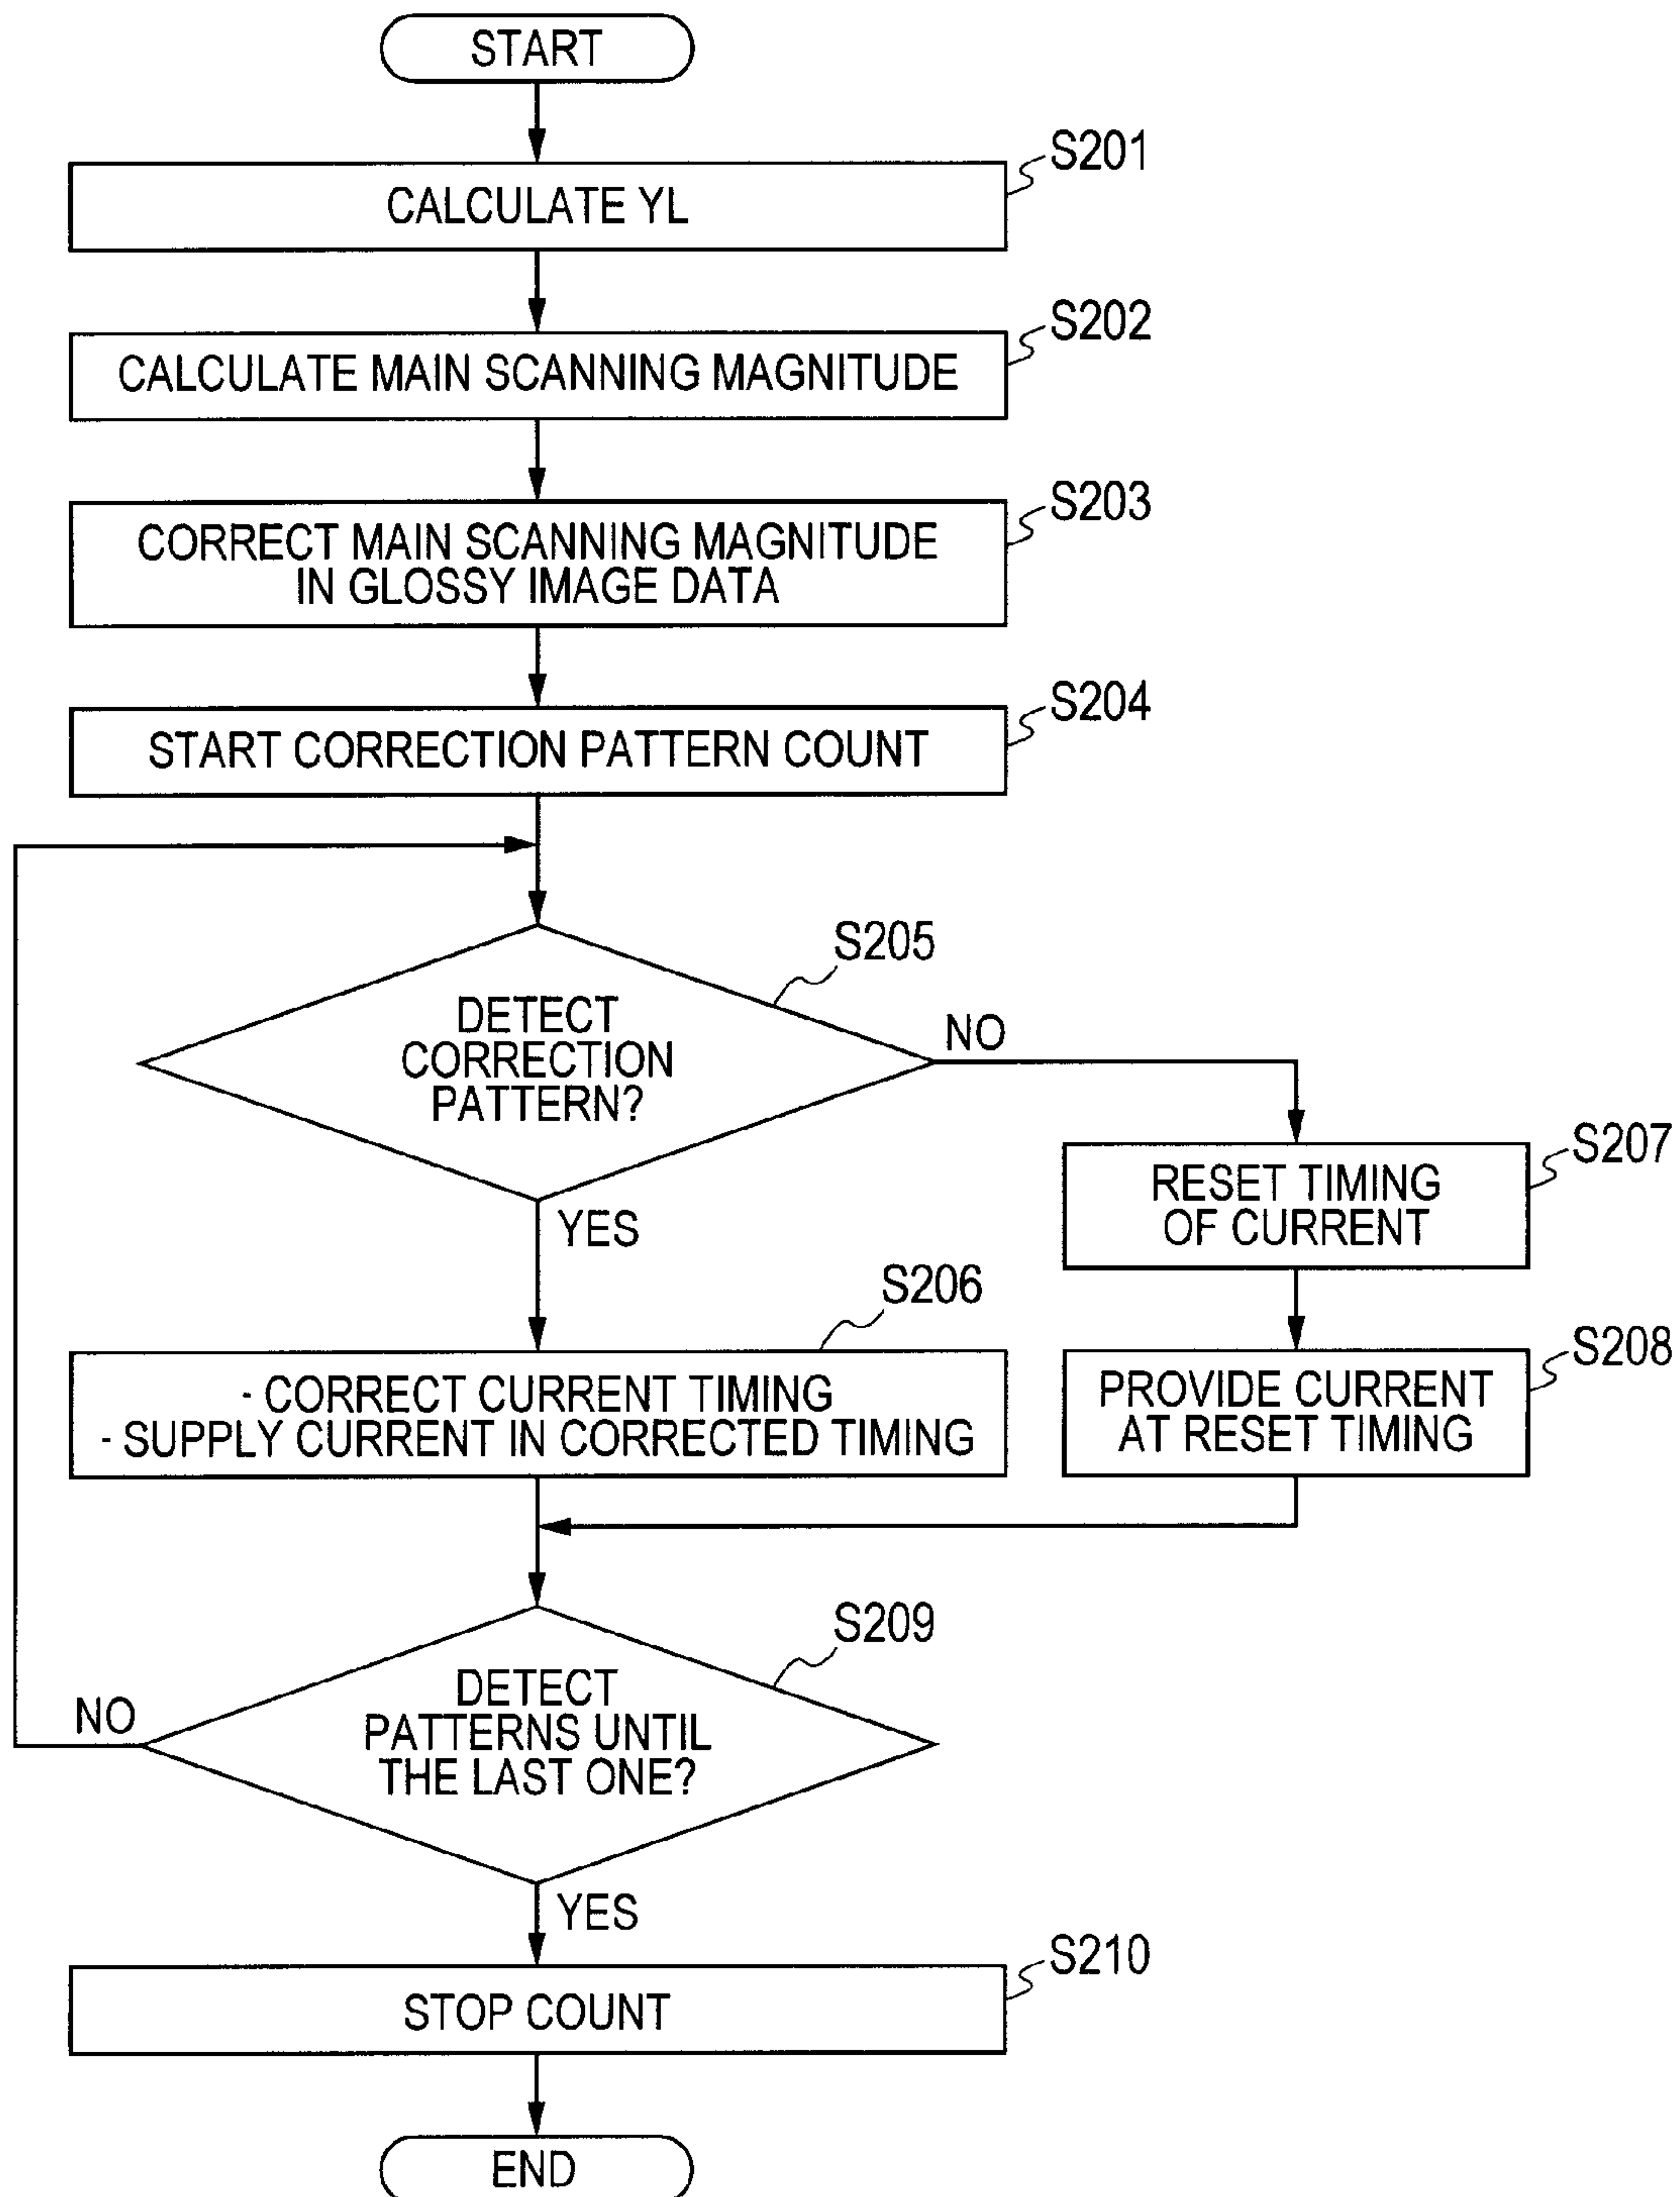 START
S201
CALCULATE YL
S202
CALCULATE MAIN SCANNING MAGNITUDE
S203
CORRECT MAIN SCANNING MAGNITUDE
IN GLOSSY IMAGE DATA
S204
START CORRECTION PATTERN COUNT
S205
DETECT
CORRECTION
PATTERN?
NO
YES
S207
RESET TIMING
OF CURRENT
S206
- CORRECT CURRENT TIMING
- SUPPLY CURRENT IN CORRECTED TIMING
S208
PROVIDE CURRENT
AT RESET TIMING
S209
DETECT
PATTERNS UNTIL
THE LAST ONE?
NO
YES
S210
STOP COUNT
END